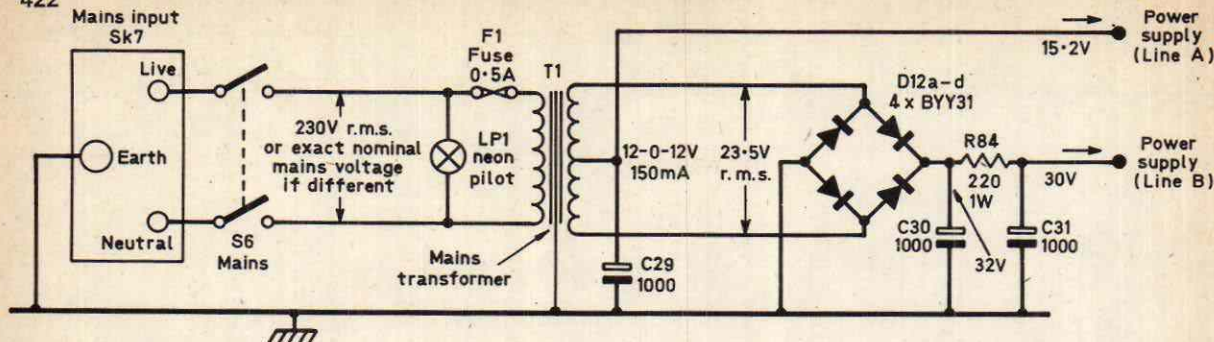 422
Mains input
Sk7
Live
Earth
Neutral
S6
Mains
230V r.m.s.
or exact nominal
mains voltage
if different
F1
Fuse
0·5A
LP1
neon
pilot
T1
Mains
transformer
12-0-12V
150mA
23·5V
r.m.s.
C29
1000
D12a-d
4 x BYY31
R84
220
1W
C30
1000
32V
C31
1000
15·2V
Power
supply
(Line A)
30V
Power
supply
(Line B)